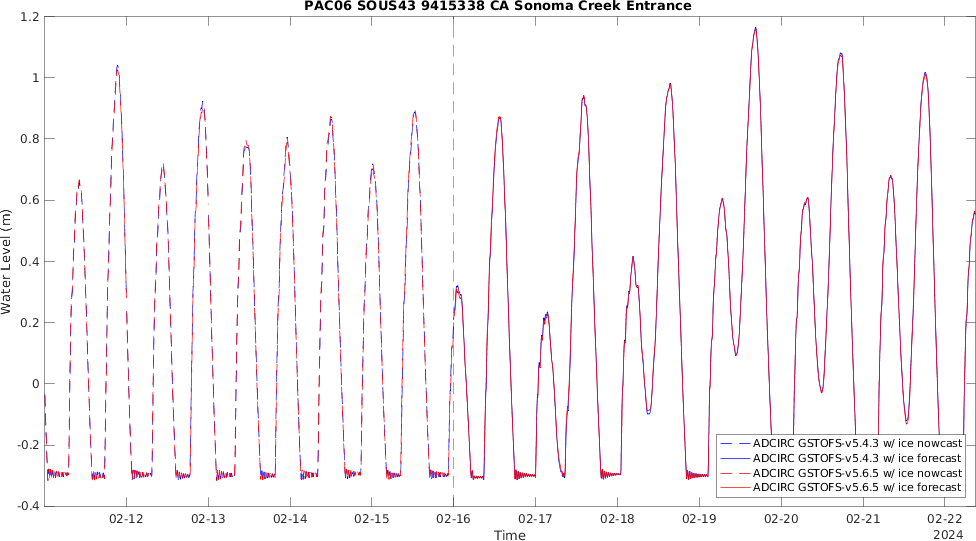 PAC06 SOUS43 9415338 CA Sonoma Creek Entrance
1.2
1
0.8
0.6
0.4
0.2
0
-0.2
-0.4
Water Level (m)
ADCIRC GSTOFS-v5.4.3 w/ ice nowcast
ADCIRC GSTOFS-v5.4.3 w/ ice forecast
ADCIRC GSTOFS-v5.6.5 w/ ice nowcast
ADCIRC GSTOFS-v5.6.5 w/ ice forecast
02-12 02-13 02-14 02-15 02-16 02-17 02-18 02-19 02-20 02-21 02-22
2024
Time